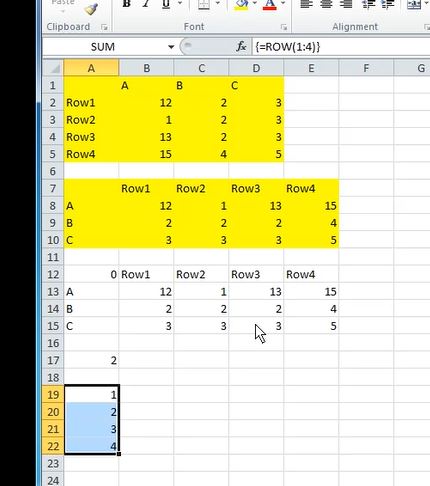 Paste
B I U A
Clipboard Font Alignment
SUM fx {=ROW(1:4)}
A B C D E F G
1 A B C
2 Row1 12 2 3
3 Row2 1 2 3
4 Row3 13 2 3
5 Row4 15 4 5
6
7 Row1 Row2 Row3 Row4
8 A 12 1 13 15
9 B 2 2 2 4
10 C 3 3 3 5
11
12 0 Row1 Row2 Row3 Row4
13 A 12 1 13 15
14 B 2 2 2 4
15 C 3 3 3 5
16
17 2
18
19 1
20 2
21 3
22 4
23
24